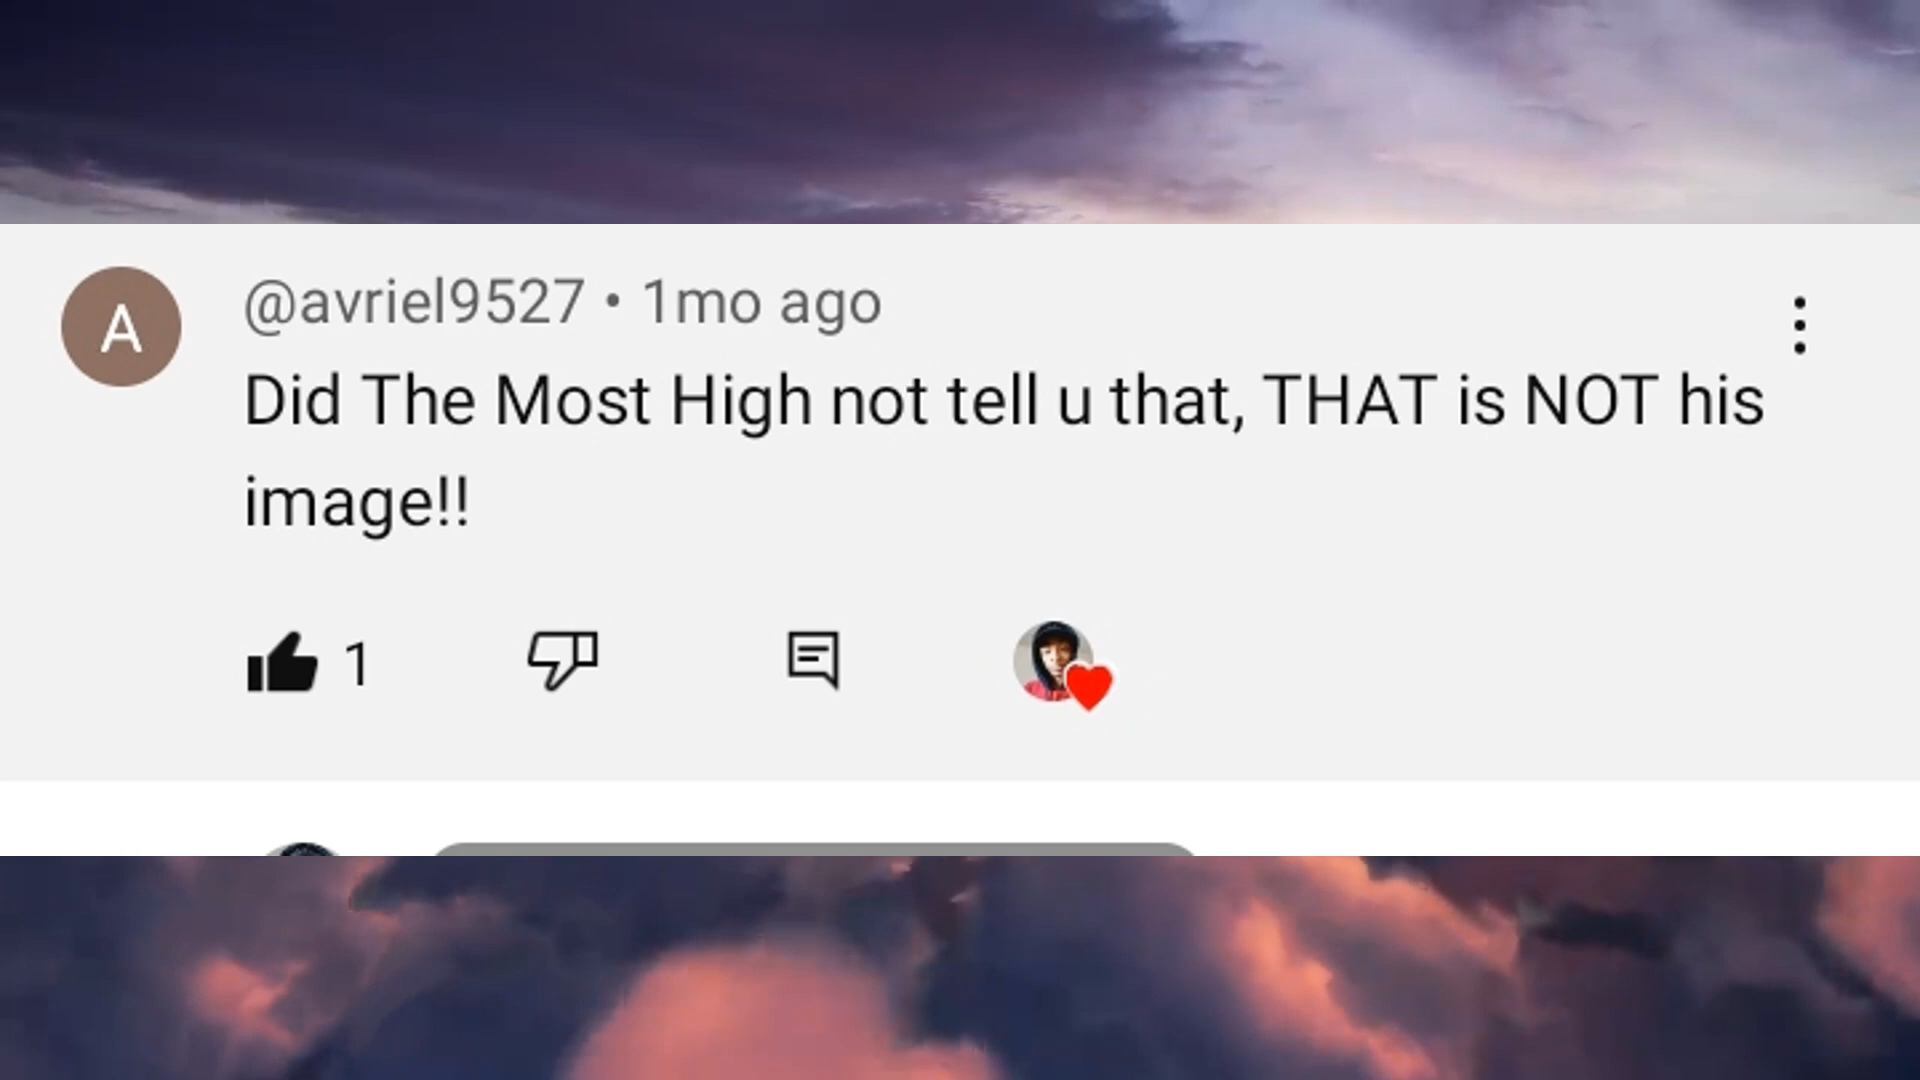 A
@avriel9527 • 1mo ago
Did The Most High not tell u that, THAT is NOT his
image!!
1